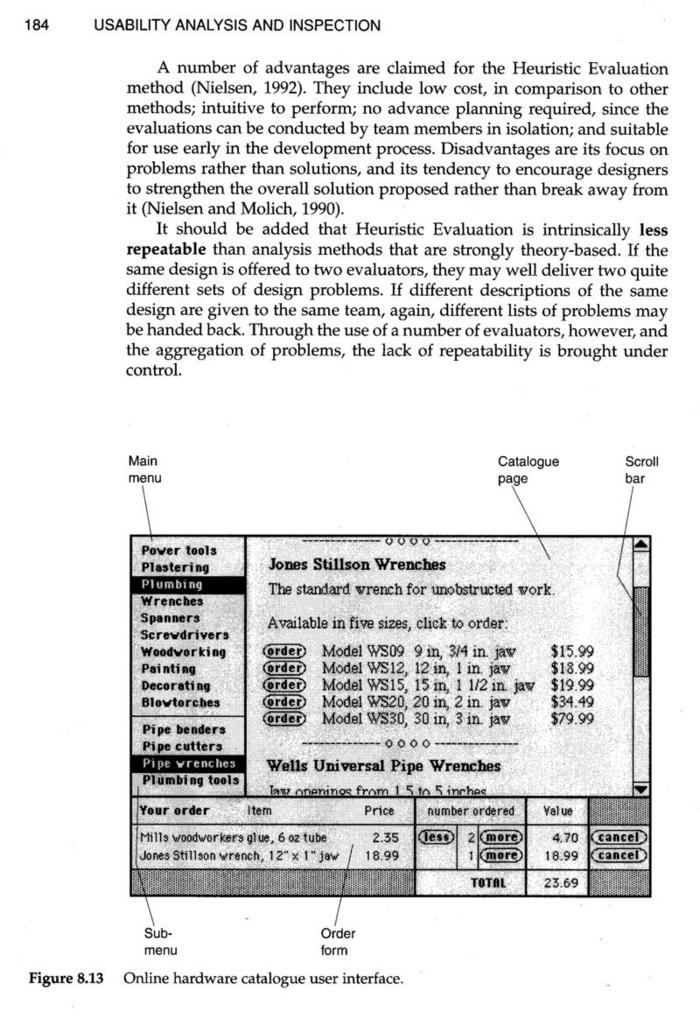 184 USABILITY ANALYSIS AND INSPECTION
A number of advantages are claimed for the Heuristic Evaluation
method (Nielsen, 1992). They include low cost, in comparison to other
methods; intuitive to perform; no advance planning required, since the
evaluations can be conducted by team members in isolation; and suitable
for use early in the development process. Disadvantages are its focus on
problems rather than solutions, and its tendency to encourage designers
to strengthen the overall solution proposed rather than break away from
it (Nielsen and Molich, 1990).
It should be added that Heuristic Evaluation is intrinsically less
repeatable than analysis methods that are strongly theory-based. If the
same design is offered to two evaluators, they may well deliver two quite
different sets of design problems. If different descriptions of the same
design are given to the same team, again, different lists of problems may
be handed back. Through the use of a number of evaluators, however, and
the aggregation of problems, the lack of repeatability is brought under
control.
Main
menu
Catalogue
page
Scroll
bar
Power tools
Plastering
Plumbing
Wrenches
Spanners
Screwdrivers
Woodworking
Painting
Decorating
Blowtorches
Pipe benders
Pipe cutters
Pipe wrenches
Plumbing tools
Jones Stillson Wrenches
The standard wrench for unobstructed work.
Available in five sizes, click to order:
order Model WS09 9 in, 3/4 in. jaw $15.99
order Model WS12, 12 in, 1 in. jaw $18.99
order Model WS15, 15 in, 1 1/2 in. jaw $19.99
order Model WS20, 20 in, 2 in. jaw $34.49
order Model WS30, 30 in, 3 in. jaw $79.99
Wells Universal Pipe Wrenches
Jaw openings from 1.5 to 5 inches
Your order Item Price number ordered Value
Mills woodworkers glue, 6 oz tube 2.35 less 2 more 4.70 cancel
Jones Stillson wrench, 12" x 1" jaw 18.99 1 more 18.99 cancel
TOTAL 23.69
Sub-
menu
Order
form
Figure 8.13 Online hardware catalogue user interface.